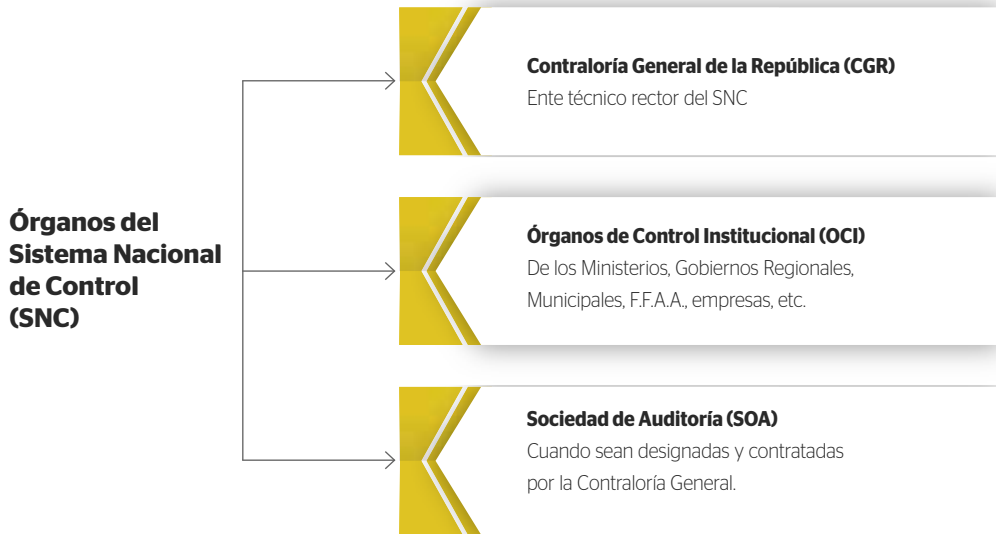 Órganos del
Sistema Nacional
de Control
(SNC)
Contraloría General de la República (CGR)
Ente técnico rector del SNC
Órganos de Control Institucional (OCI)
De los Ministerios, Gobiernos Regionales,
Municipales, F.F.A.A., empresas, etc.
Sociedad de Auditoría (SOA)
Cuando sean designadas y contratadas
por la Contraloría General.